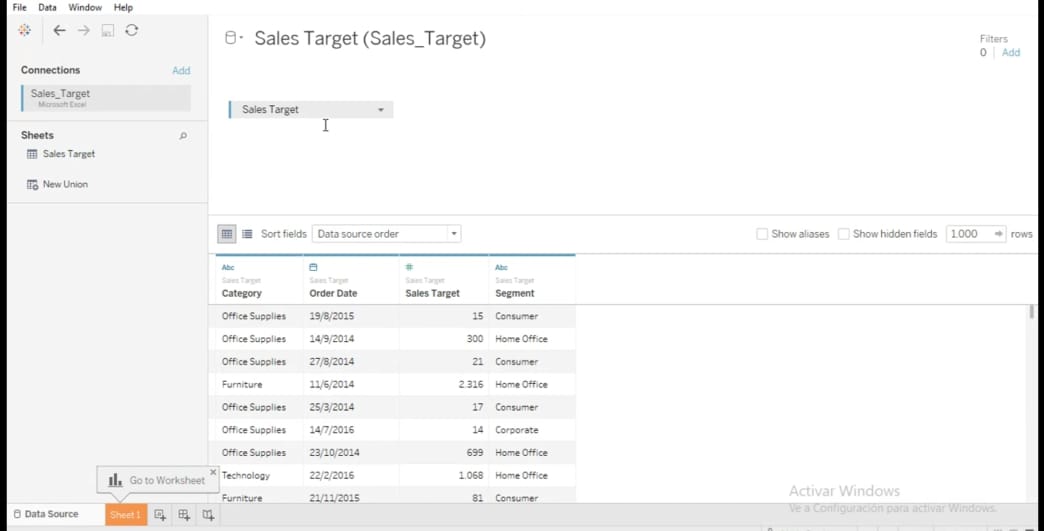 File Data Window Help
Sales Target (Sales_Target)
Filters
0 Add
Connections Add
Sales_Target
Microsoft Excel
Sales Target
Sheets
Sales Target
New Union
Sort fields Data source order Show aliases Show hidden fields 1.000 rows
Abc # Abc
Sales Target Sales Target Sales Target Sales Target
Category Order Date Sales Target Segment
Office Supplies 19/8/2015 15 Consumer
Office Supplies 14/9/2014 300 Home Office
Office Supplies 27/8/2014 21 Consumer
Furniture 11/6/2014 2.316 Home Office
Office Supplies 25/3/2014 17 Consumer
Office Supplies 14/7/2016 14 Corporate
Office Supplies 23/10/2014 699 Home Office
Technology 22/2/2016 1.068 Home Office
Furniture 21/11/2015 81 Consumer
Go to Worksheet
Activar Windows
Ve a Configuración para activar Windows.
Data Source Sheet 1